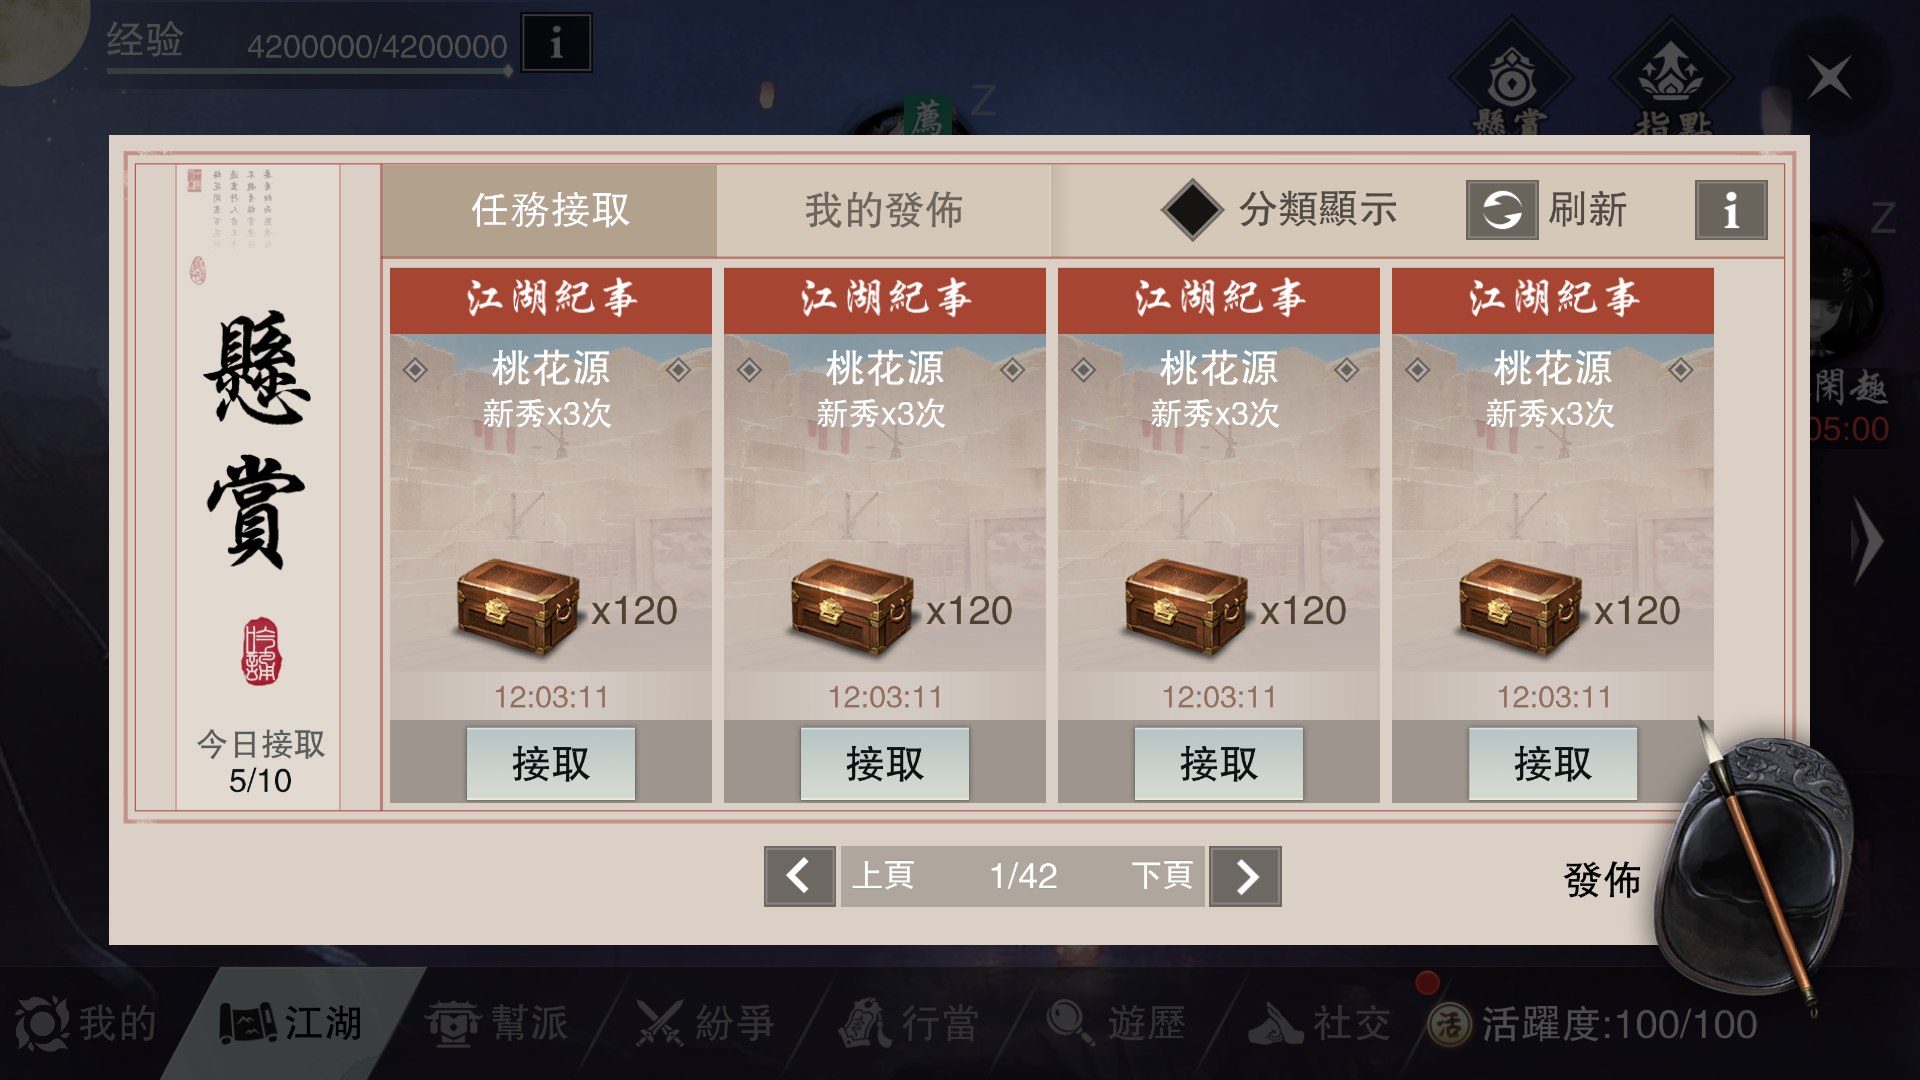 经验
4200000/4200000
i
懸賞
指點
薦
Z
Z
任務接取
我的發佈
分類顯示
刷新
i
懸賞
今日接取
5/10
江湖紀事
桃花源
新秀x3次
x120
12:03:11
接取
江湖紀事
桃花源
新秀x3次
x120
12:03:11
接取
江湖紀事
桃花源
新秀x3次
x120
12:03:11
接取
江湖紀事
桃花源
新秀x3次
x120
12:03:11
接取
閑趣
05:00
上頁
1/42
下頁
發佈
我的
江湖
幫派
紛爭
行當
遊歷
社交
活
活躍度:100/100